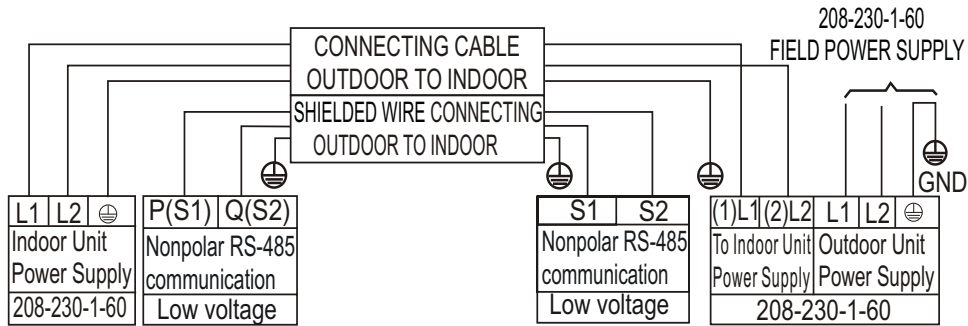 208-230-1-60
FIELD POWER SUPPLY
CONNECTING CABLE
OUTDOOR TO INDOOR
SHIELDED WIRE CONNECTING
OUTDOOR TO INDOOR
GND
L1 L2
Indoor Unit
Power Supply
208-230-1-60
P(S1) Q(S2)
Nonpolar RS-485
communication
Low voltage
S1 S2
Nonpolar RS-485
communication
Low voltage
(1)L1 (2)L2 L1 L2
To Indoor Unit
Power Supply
Outdoor Unit
Power Supply
208-230-1-60